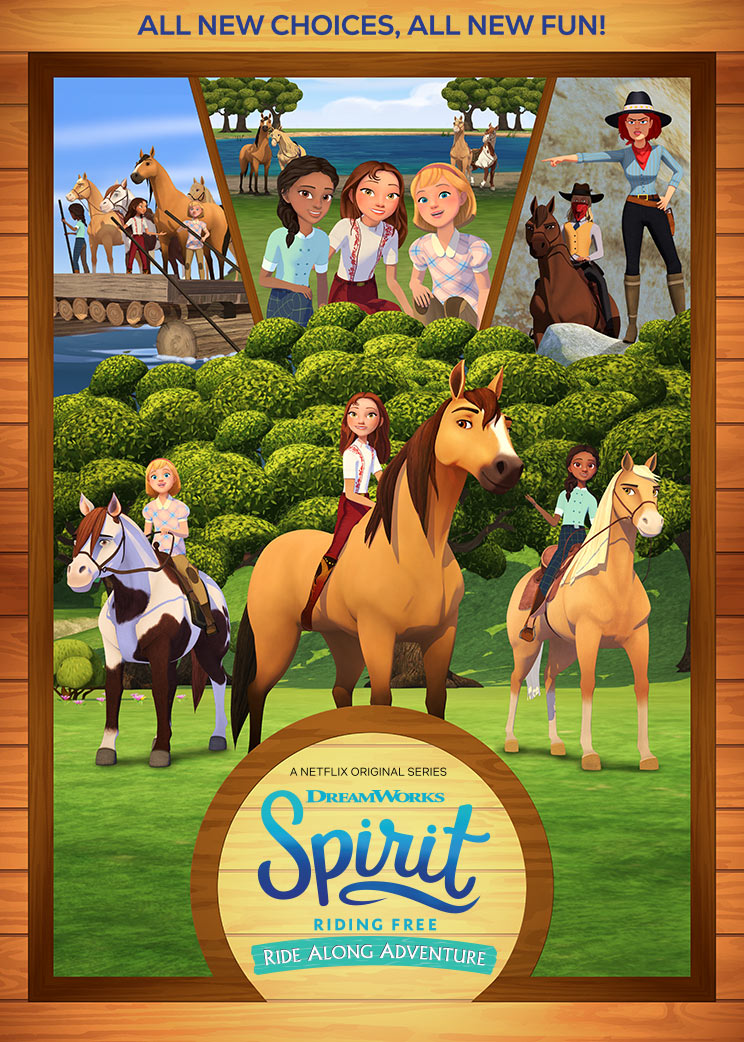 ALL NEW CHOICES, ALL NEW FUN!
A NETFLIX ORIGINAL SERIES
DREAMWORKS
Spirit
RIDING FREE
RIDE ALONG ADVENTURE